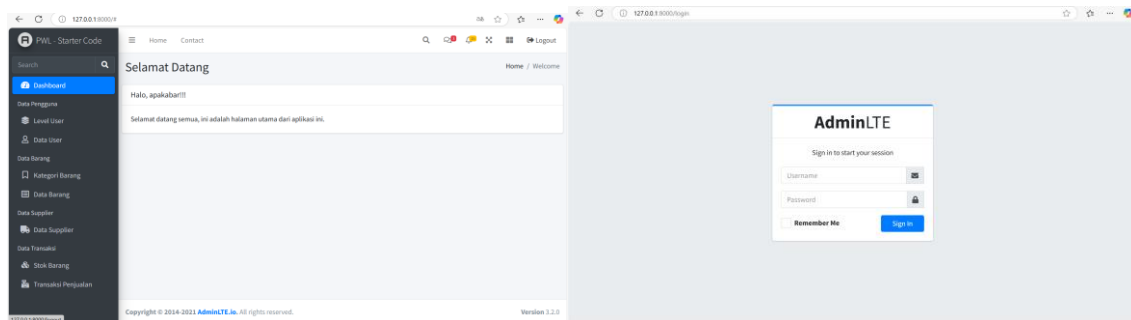 127.0.0.1:8000/#
PWL - Starter Code
Home Contact
Logout
Search
Selamat Datang
Home / Welcome
Dashboard
Halo, apakabar!!!
Data Pengguna
Selamat datang semua, ini adalah halaman utama dari aplikasi ini.
Level User
Data User
Data Barang
Kategori Barang
Data Barang
Data Supplier
Data Supplier
Data Transaksi
Stok Barang
Transaksi Penjualan
Copyright © 2014-2021 AdminLTE.io. All rights reserved.
Version 3.2.0
127.0.0.1:8000/login
AdminLTE
Sign in to start your session
Username
Password
Remember Me
Sign In